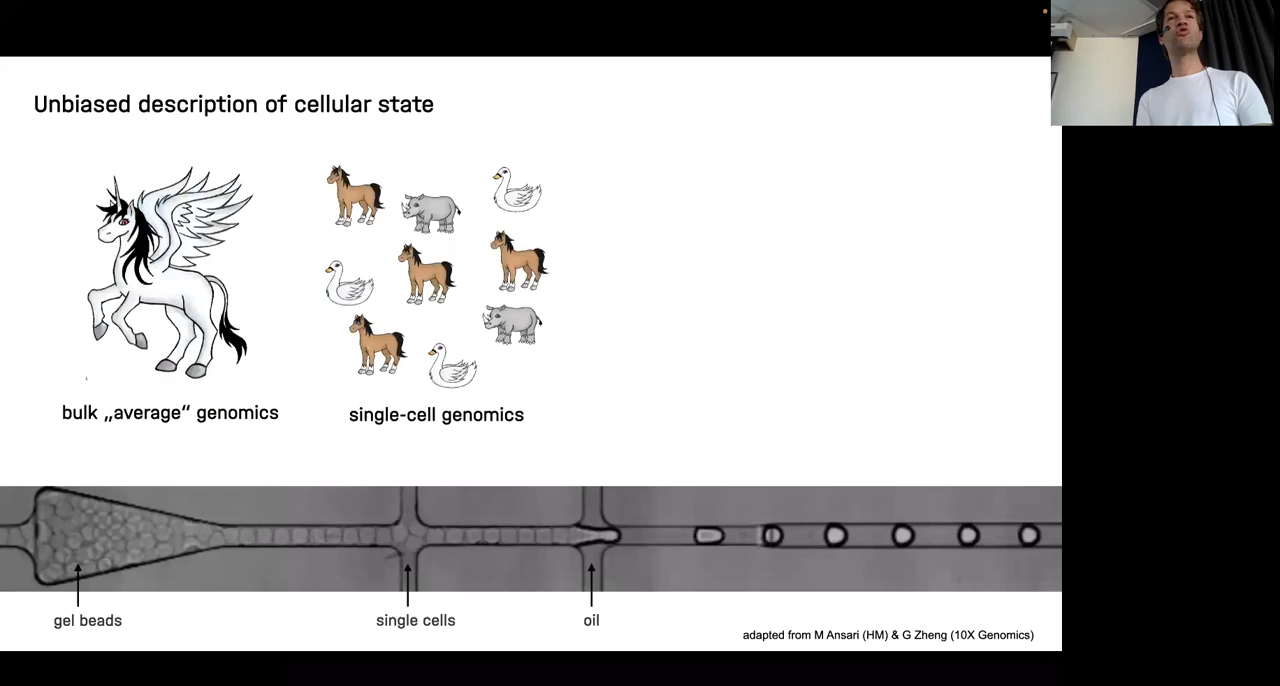 Unbiased description of cellular state
bulk „average“ genomics
single-cell genomics
gel beads
single cells
oil
adapted from M Ansari (HM) & G Zheng (10X Genomics)